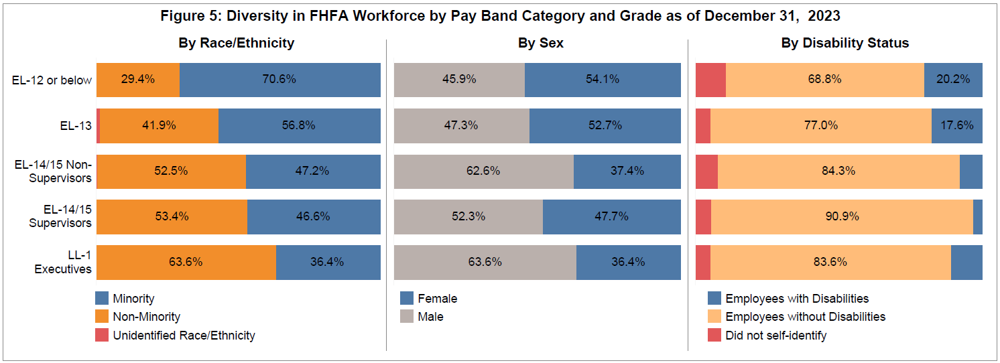 Figure 5: Diversity in FHFA Workforce by Pay Band Category and Grade as of December 31, 2023
By Race/Ethnicity
By Sex
By Disability Status
EL-12 or below
29.4%
70.6%
45.9%
54.1%
68.8%
20.2%
EL-13
41.9%
56.8%
47.3%
52.7%
77.0%
17.6%
EL-14/15 Non-
Supervisors
52.5%
47.2%
62.6%
37.4%
84.3%
EL-14/15
Supervisors
53.4%
46.6%
52.3%
47.7%
90.9%
LL-1
Executives
63.6%
36.4%
63.6%
36.4%
83.6%
Minority
Non-Minority
Unidentified Race/Ethnicity
Female
Male
Employees with Disabilities
Employees without Disabilities
Did not self-identify